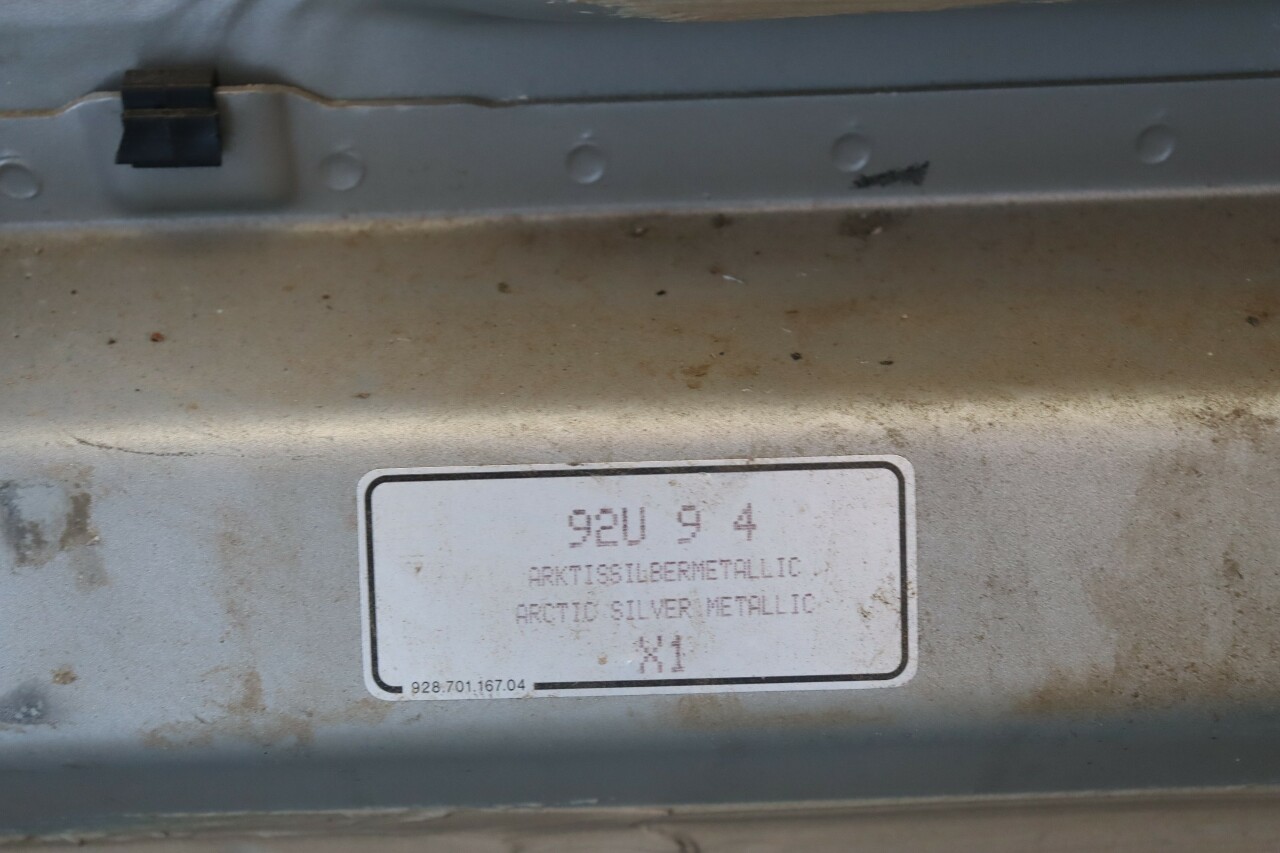 92U 9 4
ARKTISSILBERMETALLIC
ARCTIC SILVER METALLIC
X1
928.701.167.04